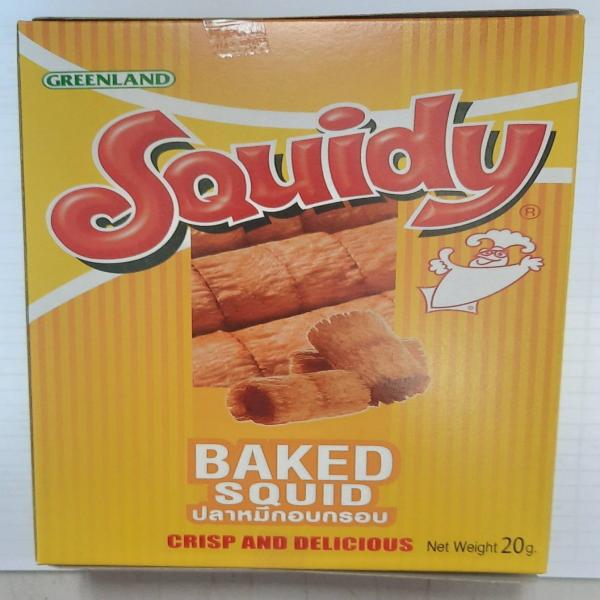 GREENLAND
Squidy
®
BAKED
SQUID
ปลาหมึกอบกรอบ
CRISP AND DELICIOUS
Net Weight 20g.